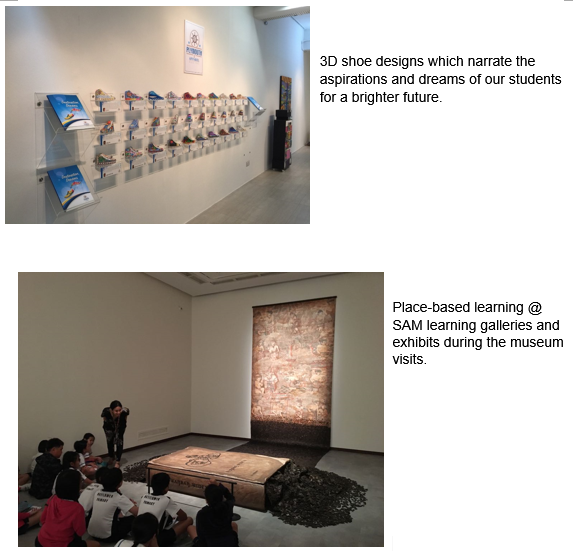 PLYMOUTH
3D shoe designs which narrate the
aspirations and dreams of our students
for a brighter future.
Place-based learning @
SAM learning galleries and
exhibits during the museum
visits.